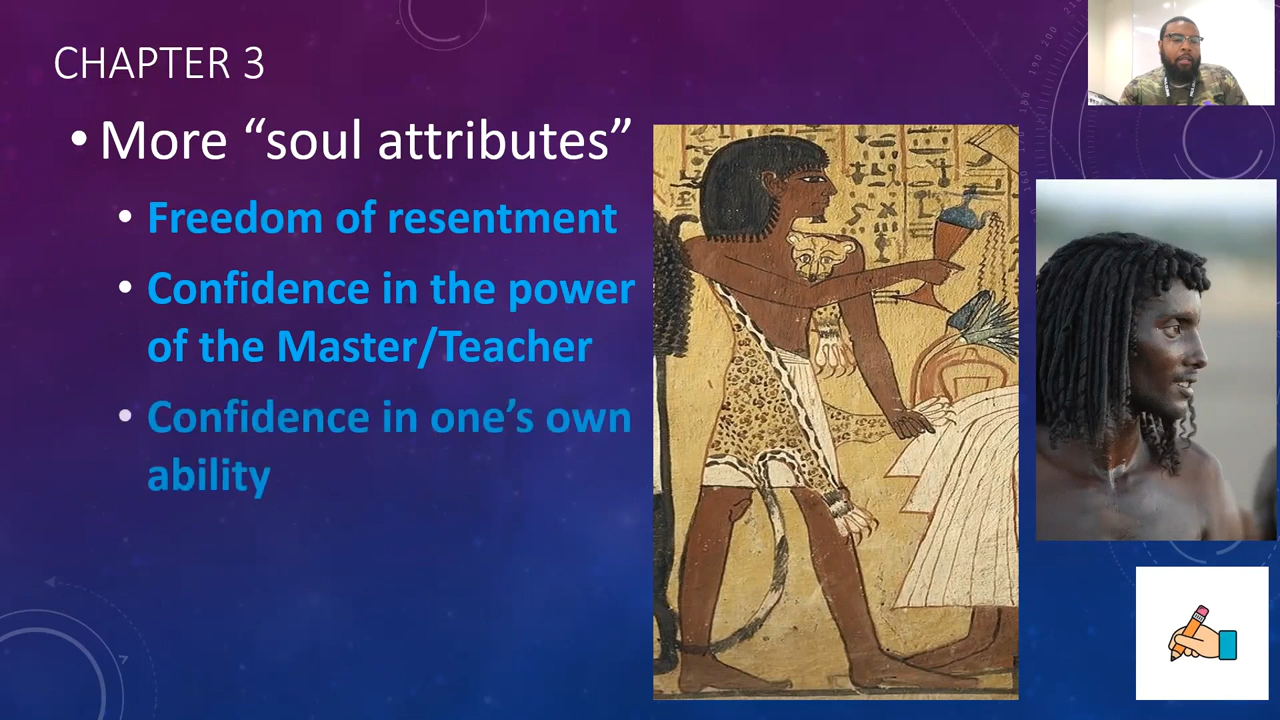 CHAPTER 3
• More “soul attributes”
• Freedom of resentment
• Confidence in the power
of the Master/Teacher
• Confidence in one’s own
ability